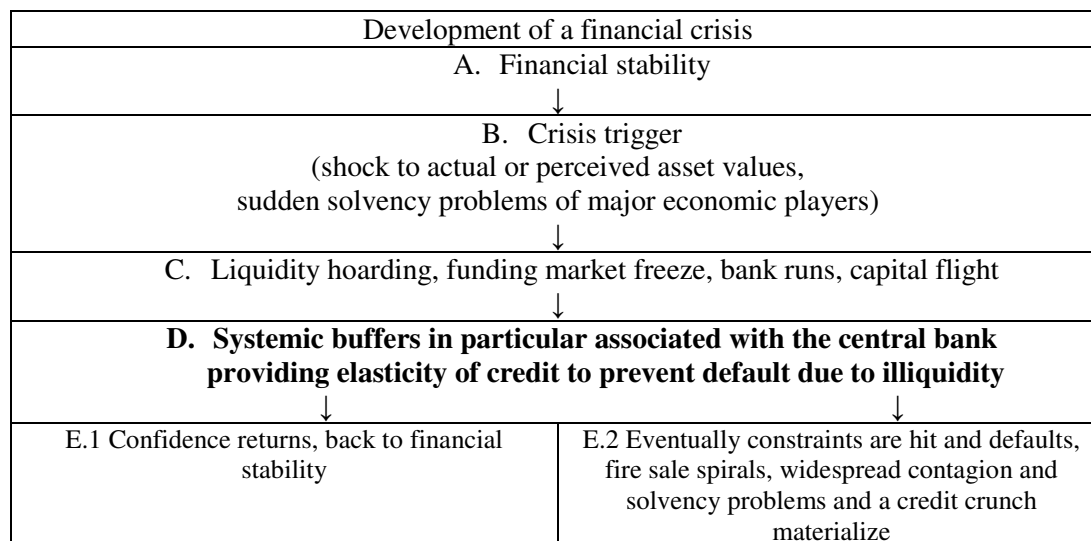 Development of a financial crisis
A. Financial stability
↓
B. Crisis trigger
(shock to actual or perceived asset values,
sudden solvency problems of major economic players)
↓
C. Liquidity hoarding, funding market freeze, bank runs, capital flight
↓
D. Systemic buffers in particular associated with the central bank
providing elasticity of credit to prevent default due to illiquidity
↓ ↓
E.1 Confidence returns, back to financial
stability
E.2 Eventually constraints are hit and defaults,
fire sale spirals, widespread contagion and
solvency problems and a credit crunch
materialize